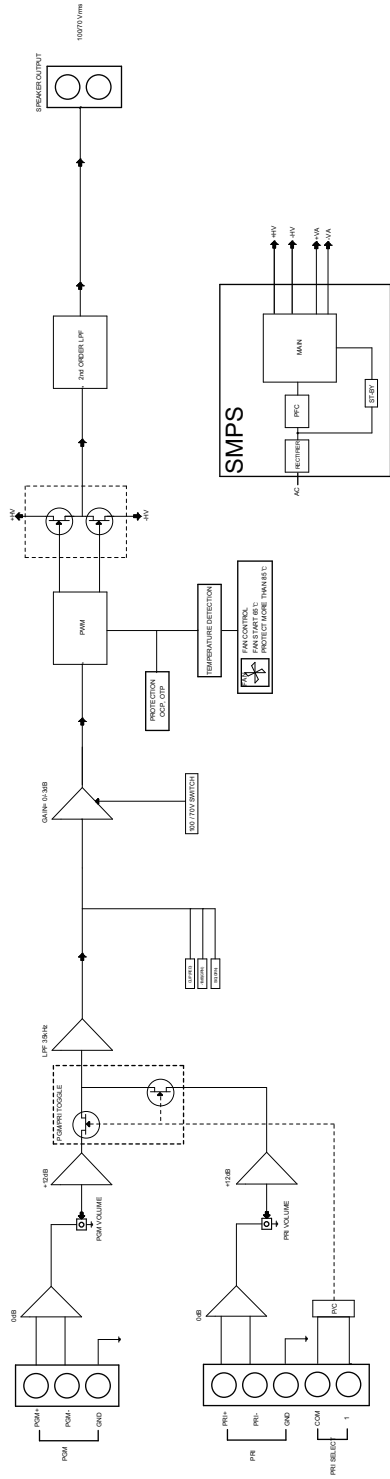 PGM+
PGM-
GND
PGM
0dB
PGM VOLUME
+12dB
PGM/PRI TOGGLE
LPF 35kHz
PRI+
PRI-
GND
COM
1
PRI
PRI SELECT
0dB
PRI VOLUME
+12dB
P/C
GAIN= 0/-3dB
100 / 70V SWITCH
PWM
PROTECTION
OCP, OTP
TEMPERATURE DETECTION
FAN
FAN CONTROL
FAN START 65℃
PROTECT MORE THAN 85℃
+HV
-HV
2nd ORDER LPF
SPEAKER OUTPUT
100/70 Vrms
SMPS
AC
RECTIFIER
PFC
MAIN
ST-BY
+HV
-HV
+VA
-VA